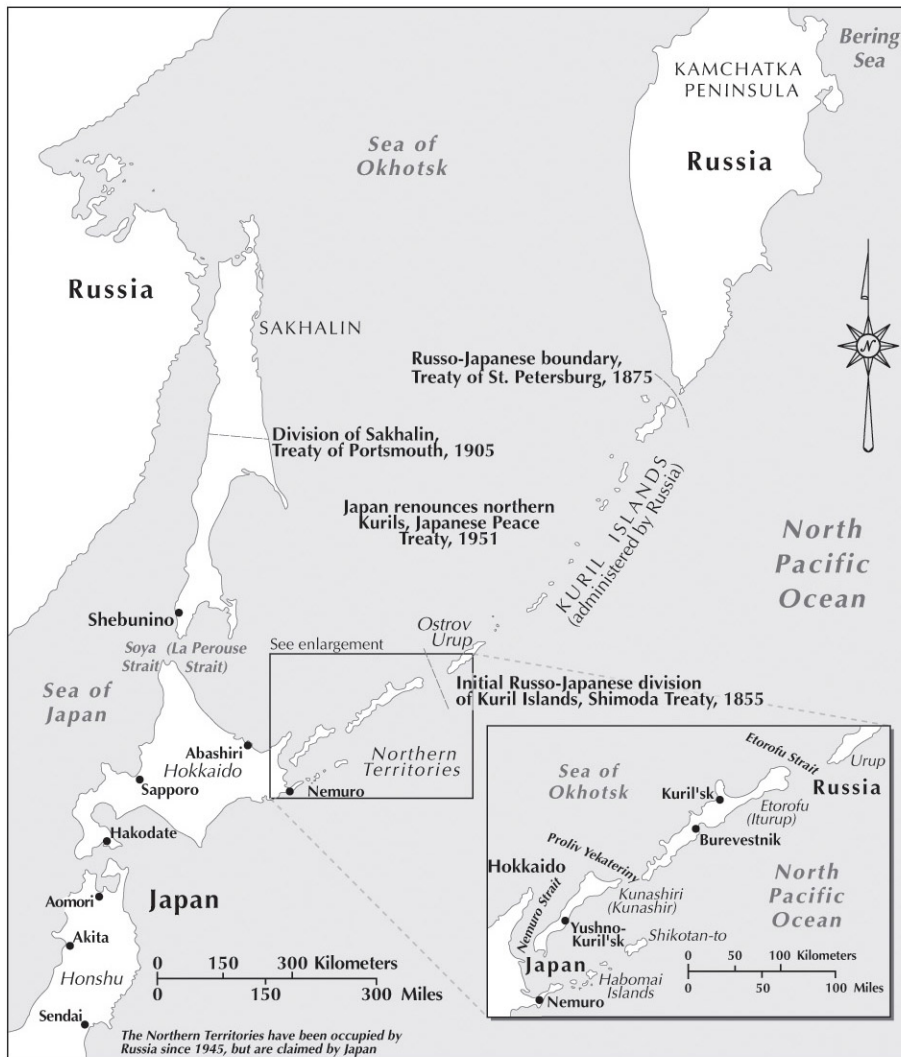 Bering
Sea
KAMCHATKA
PENINSULA
Russia
Sea of
Okhotsk
Russia
SAKHALIN
N
Russo-Japanese boundary,
Treaty of St. Petersburg, 1875
Division of Sakhalin,
Treaty of Portsmouth, 1905
Japan renounces northern
Kurils, Japanese Peace
Treaty, 1951
KURIL ISLANDS
(administered by Russia)
North
Pacific
Ocean
Shebunino
Soya (La Perouse
Strait Strait)
Ostrov
Urup
See enlargement
Initial Russo-Japanese division
of Kuril Islands, Shimoda Treaty, 1855
Sea of
Japan
Abashiri
Hokkaido
Sapporo
Northern
Territories
Nemuro
Hakodate
Japan
Aomori
Akita
Honshu
Sendai
0 150 300 Kilometers
0 150 300 Miles
The Northern Territories have been occupied by
Russia since 1945, but are claimed by Japan
Etorofu Strait
Urup
Sea of
Okhotsk
Russia
Kuril'sk
Etorofu
(Iturup)
Burevestnik
Proliv Yekateriny
Hokkaido
Nemuro Strait
Kunashiri
(Kunashir)
North
Pacific
Ocean
Yushno-
Kuril'sk
Shikotan-to
Japan
Habomai
Islands
Nemuro
0 50 100 Kilometers
0 50 100 Miles